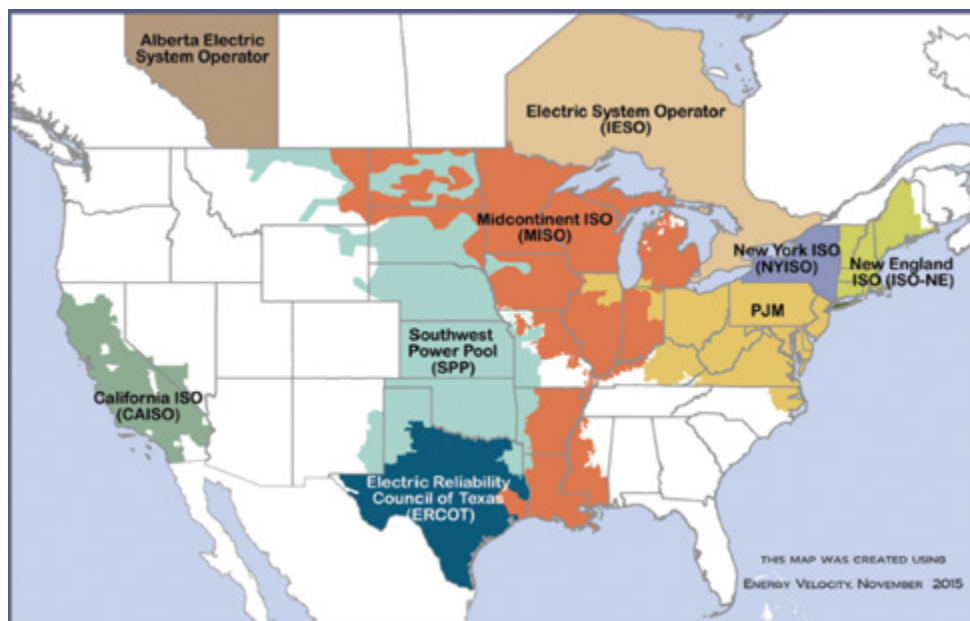 Alberta Electric
System Operator
Electric System Operator
(IESO)
Midcontinent ISO
(MISO)
New York ISO
(NYISO)
New England
ISO (ISO-NE)
PJM
Southwest
Power Pool
(SPP)
California ISO
(CAISO)
Electric Reliability
Council of Texas
(ERCOT)
THIS MAP WAS CREATED USING
ENERGY VELOCITY, NOVEMBER 2015